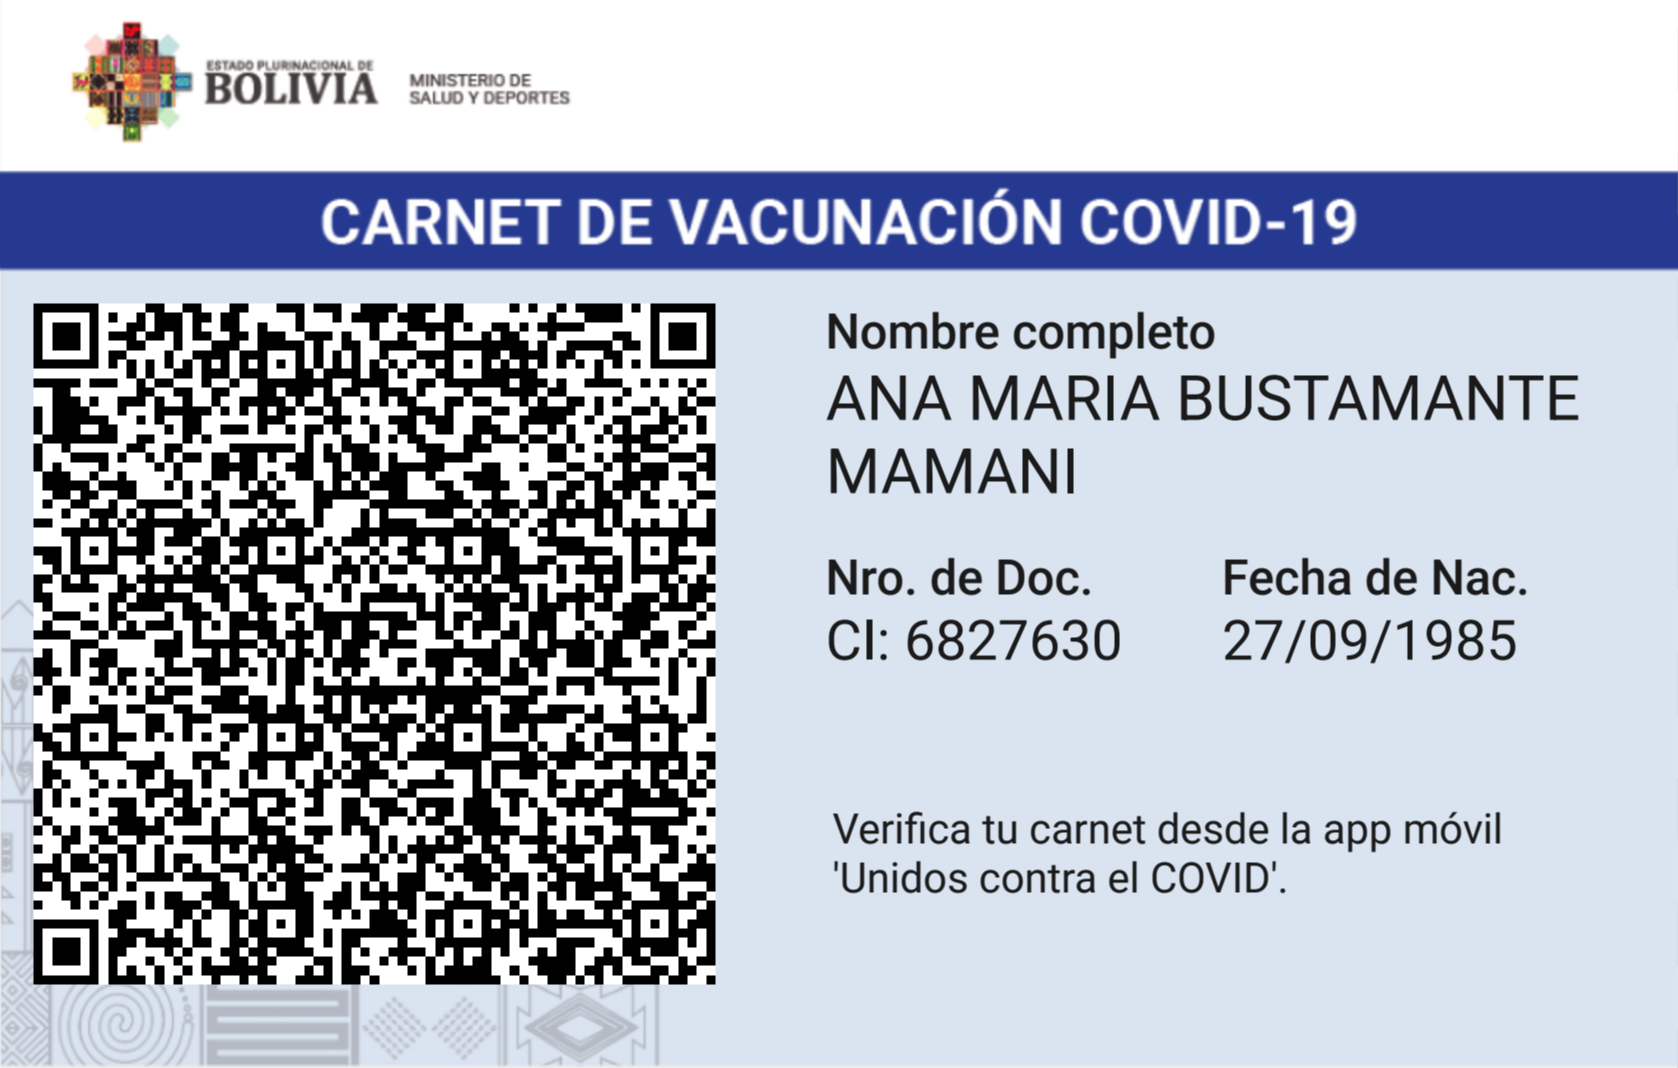 ESTADO PLURINACIONAL DE
BOLIVIA
MINISTERIO DE
SALUD Y DEPORTES
CARNET DE VACUNACIÓN COVID-19
Nombre completo
ANA MARIA BUSTAMANTE
MAMANI
Nro. de Doc.
CI: 6827630
Fecha de Nac.
27/09/1985
Verifica tu carnet desde la app móvil
'Unidos contra el COVID'.